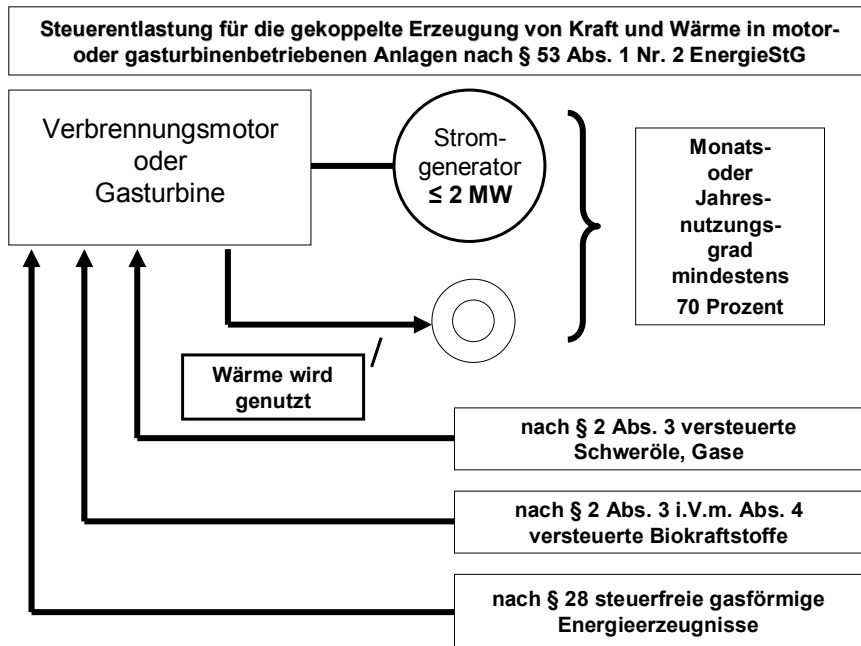 Steuerentlastung für die gekoppelte Erzeugung von Kraft und Wärme in motor-
oder gasturbinenbetriebenen Anlagen nach § 53 Abs. 1 Nr. 2 EnergieStG
Verbrennungsmotor
oder
Gasturbine
Strom-
generator
≤ 2 MW
Monats-
oder
Jahres-
nutzungs-
grad
mindestens
70 Prozent
Wärme wird
genutzt
nach § 2 Abs. 3 versteuerte
Schweröle, Gase
nach § 2 Abs. 3 i.V.m. Abs. 4
versteuerte Biokraftstoffe
nach § 28 steuerfreie gasförmige
Energieerzeugnisse